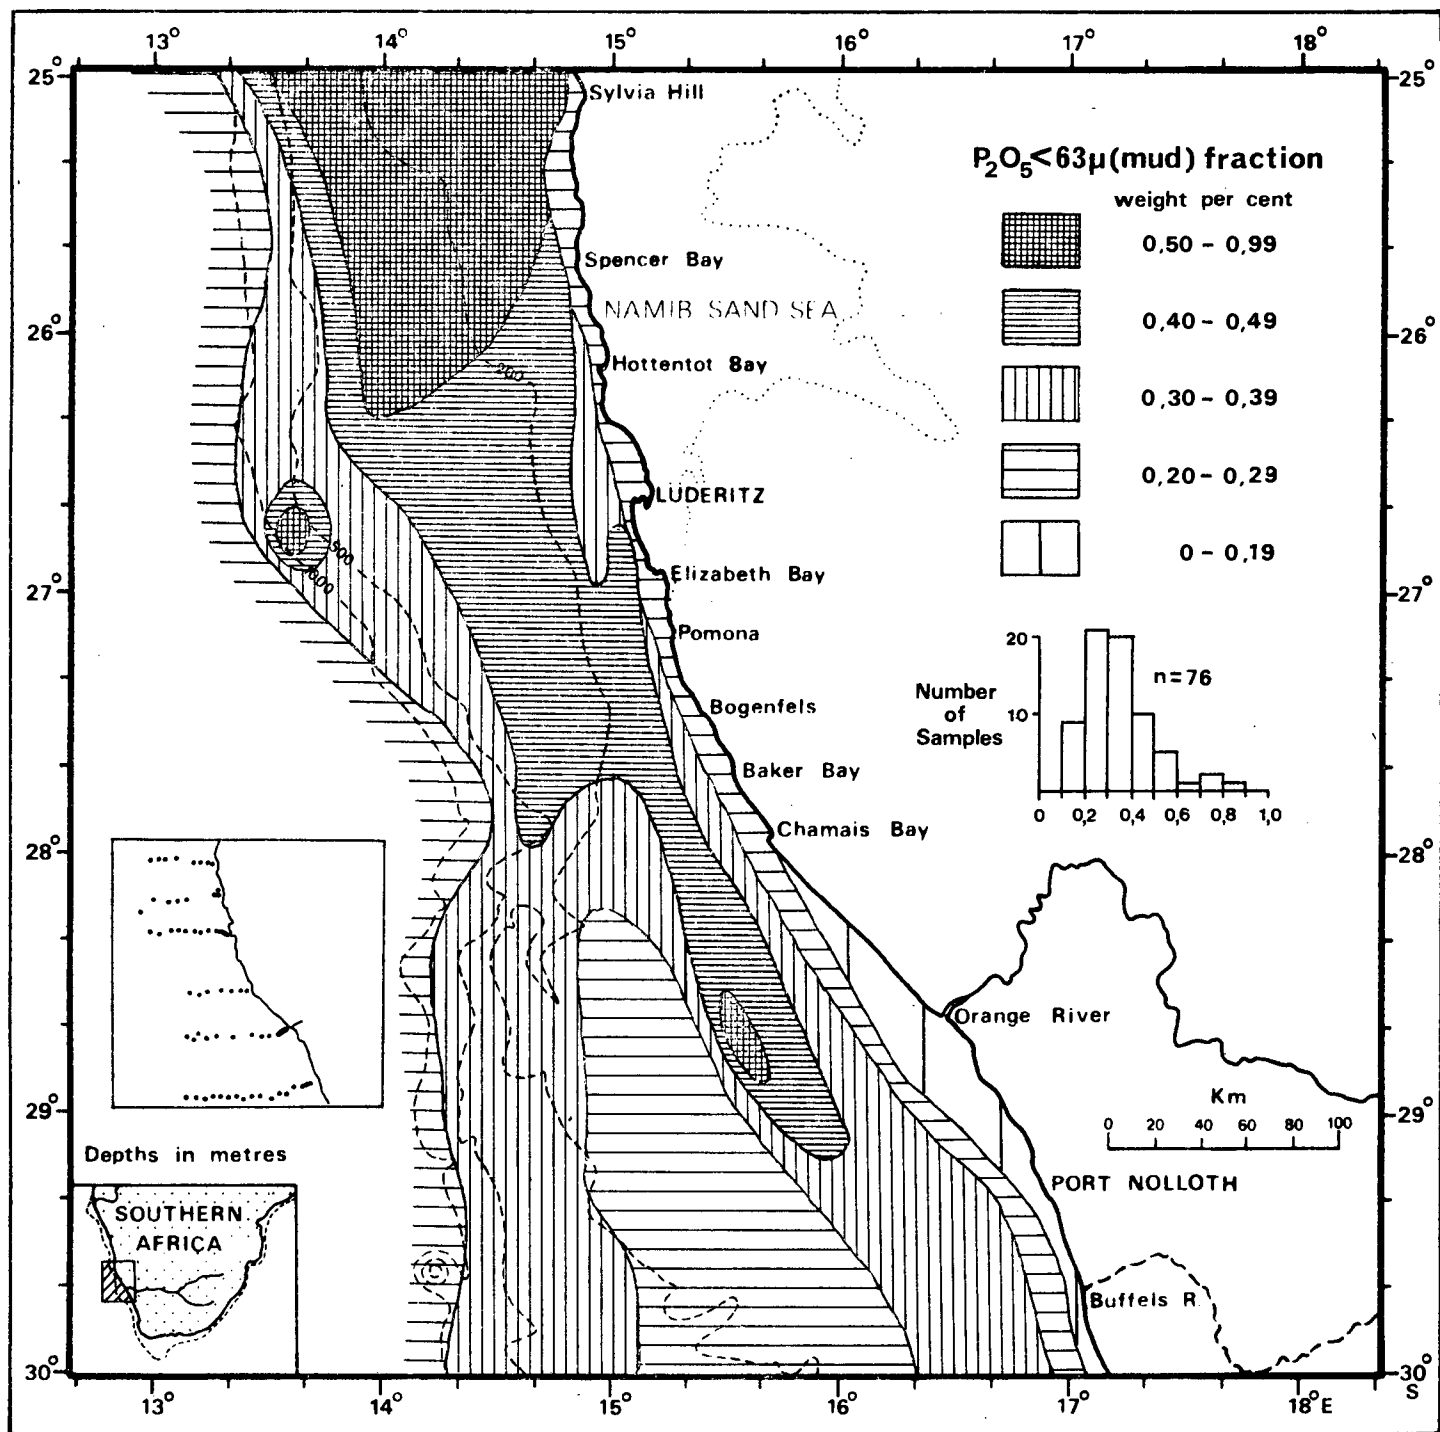 13° 14° 15° 16° 17° 18°
25° 25°
Sylvia Hill
P2O5<63μ(mud) fraction
weight per cent
0,50 - 0,99
Spencer Bay
NAMIB SAND SEA
0,40 - 0,49
26° 26°
Hottentot Bay
200
0,30 - 0,39
0,20 - 0,29
LUDERITZ
500
0 - 0,19
Elizabeth Bay
27° 27°
Pomona
20
n=76
Number
of
Samples
10
Bogenfels
Baker Bay
0 0,2 0,4 0,6 0,8 1,0
Chamais Bay
28° 28°
Orange River
29° 29°
Km
0 20 40 60 80 100
Depths in metres
PORT NOLLOTH
SOUTHERN
AFRICA
Buffels R.
30° 30°
S
13° 14° 15° 16° 17° 18°E